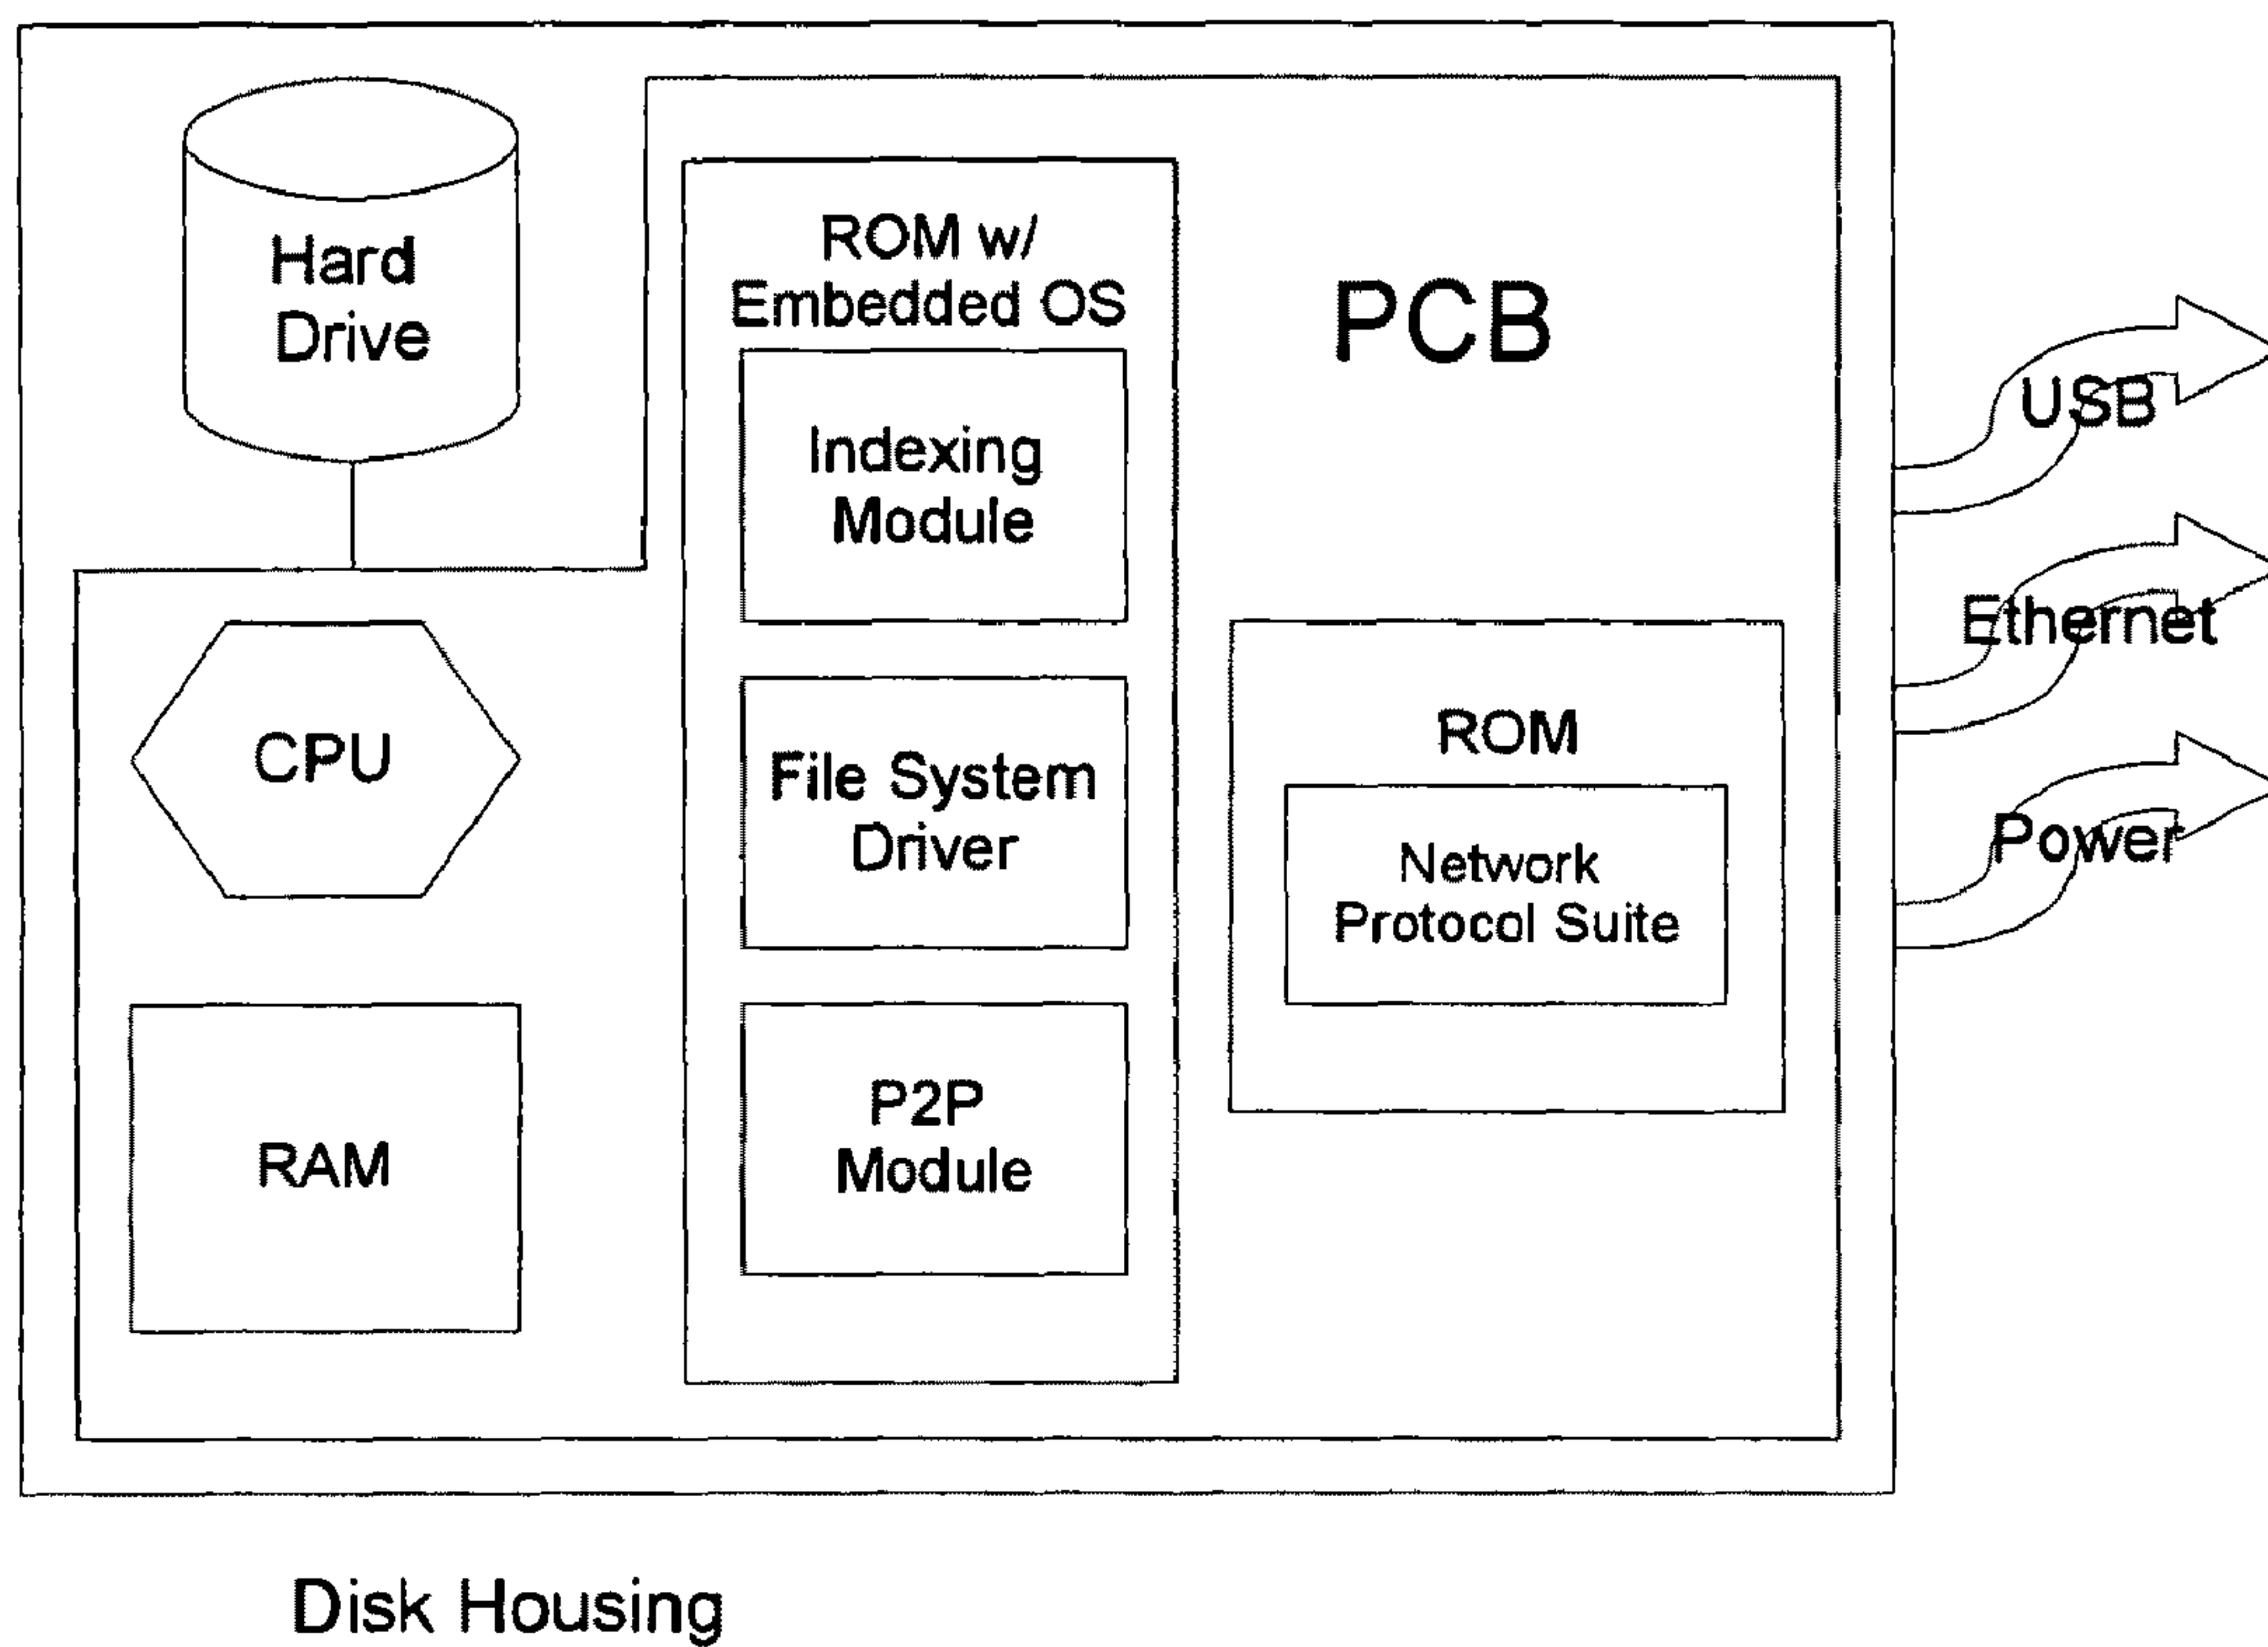 Hard
Drive
ROM w/
Embedded OS
PCB
Indexing
Module
USB
CPU
File System
Driver
ROM
Network
Protocol Suite
Ethernet
Power
RAM
P2P
Module
Disk Housing